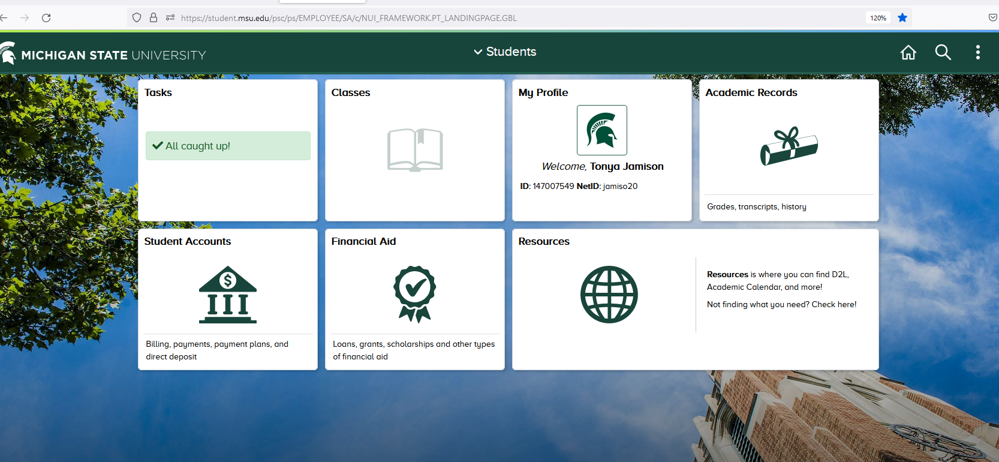 https://student.msu.edu/psc/ps/EMPLOYEE/SA/c/NUI_FRAMEWORK.PT_LANDINGPAGE.GBL
120%
MICHIGAN STATE UNIVERSITY
Students
Tasks
All caught up!
Classes
My Profile
Welcome, Tonya Jamison
ID: 147007549 NetID: jamiso20
Academic Records
Grades, transcripts, history
Student Accounts
$
Billing, payments, payment plans, and
direct deposit
Financial Aid
Loans, grants, scholarships and other types
of financial aid
Resources
Resources is where you can find D2L,
Academic Calendar, and more!
Not finding what you need? Check here!